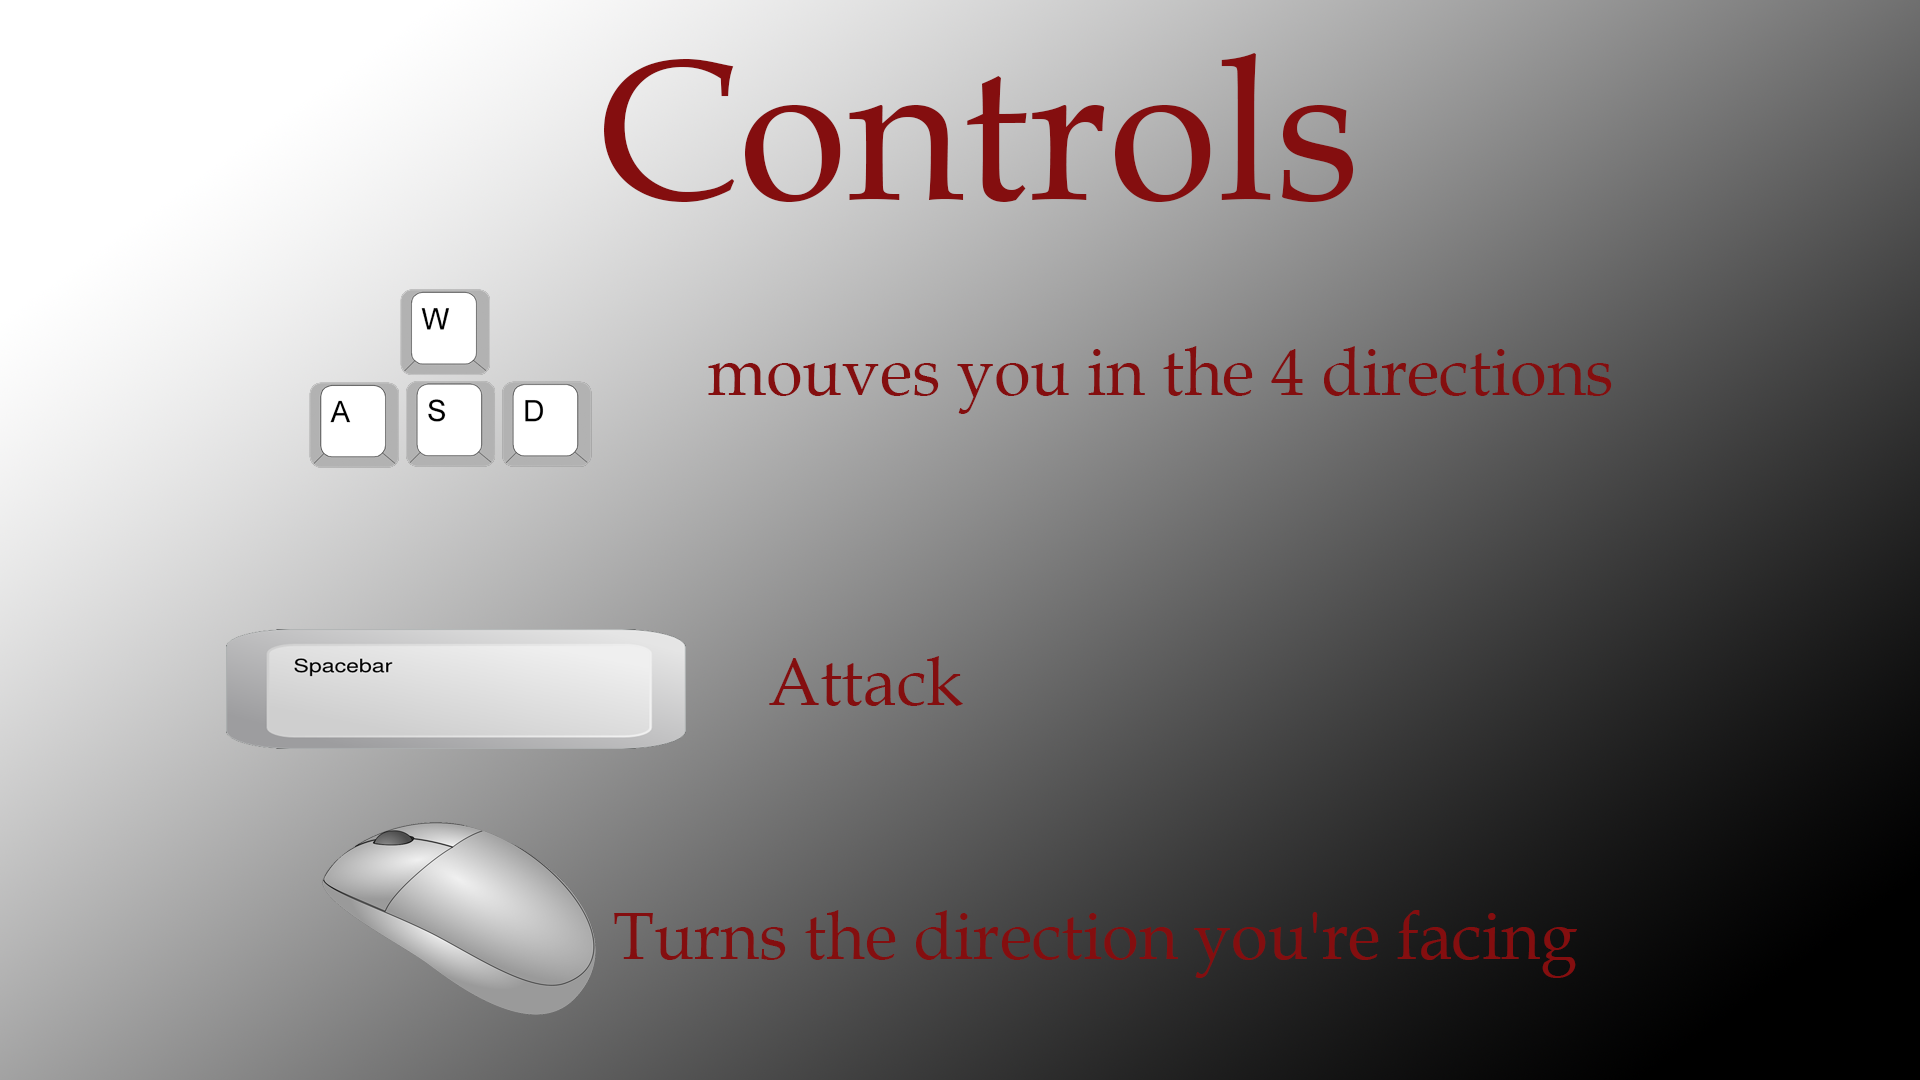 Controls
W
mouves you in the 4 directions
A S D
Spacebar
Attack
Turns the direction you're facing